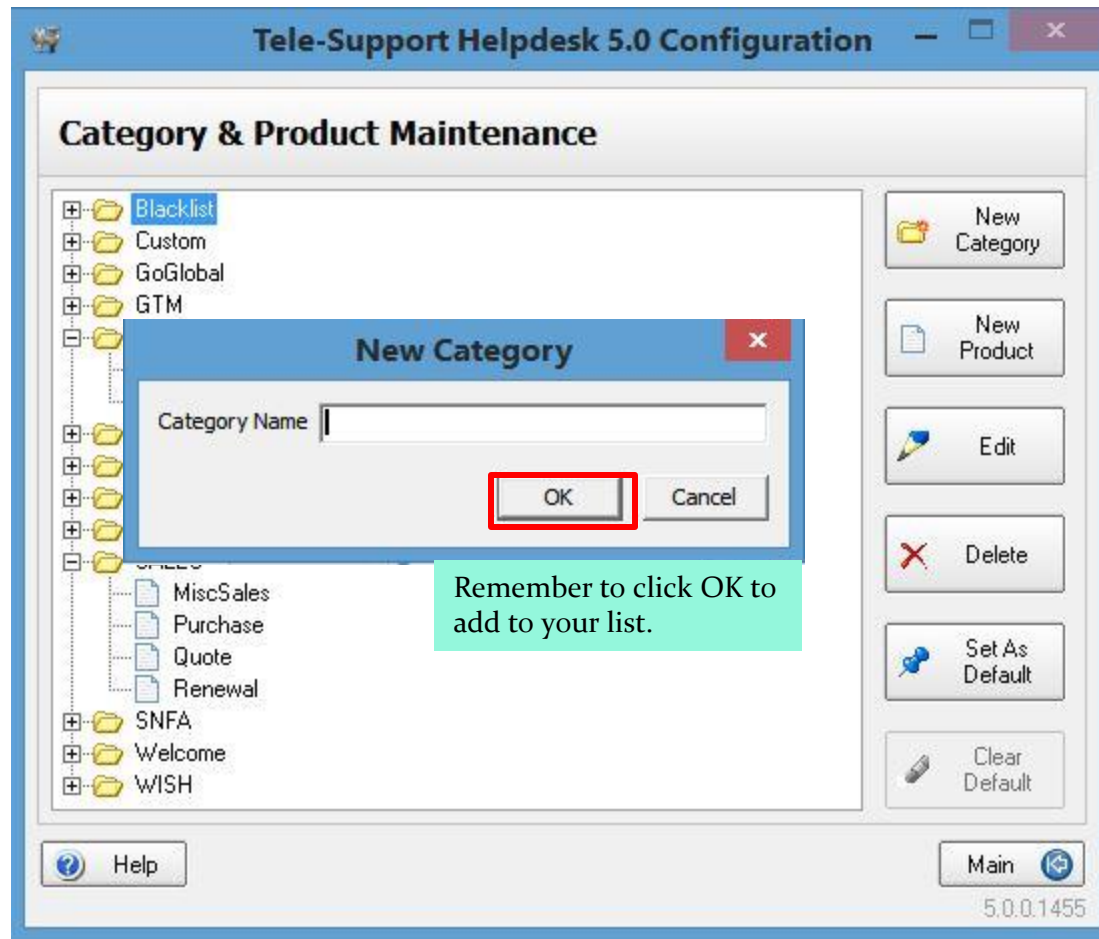 Tele-Support Helpdesk 5.0 Configuration
Category & Product Maintenance
Blacklist
Custom
GoGlobal
GTM
New Category
Category Name
OK
Cancel
Remember to click OK to
add to your list.
MiscSales
Purchase
Quote
Renewal
SNFA
Welcome
WISH
New
Category
New
Product
Edit
Delete
Set As
Default
Clear
Default
Help
Main
5.0.0.1455